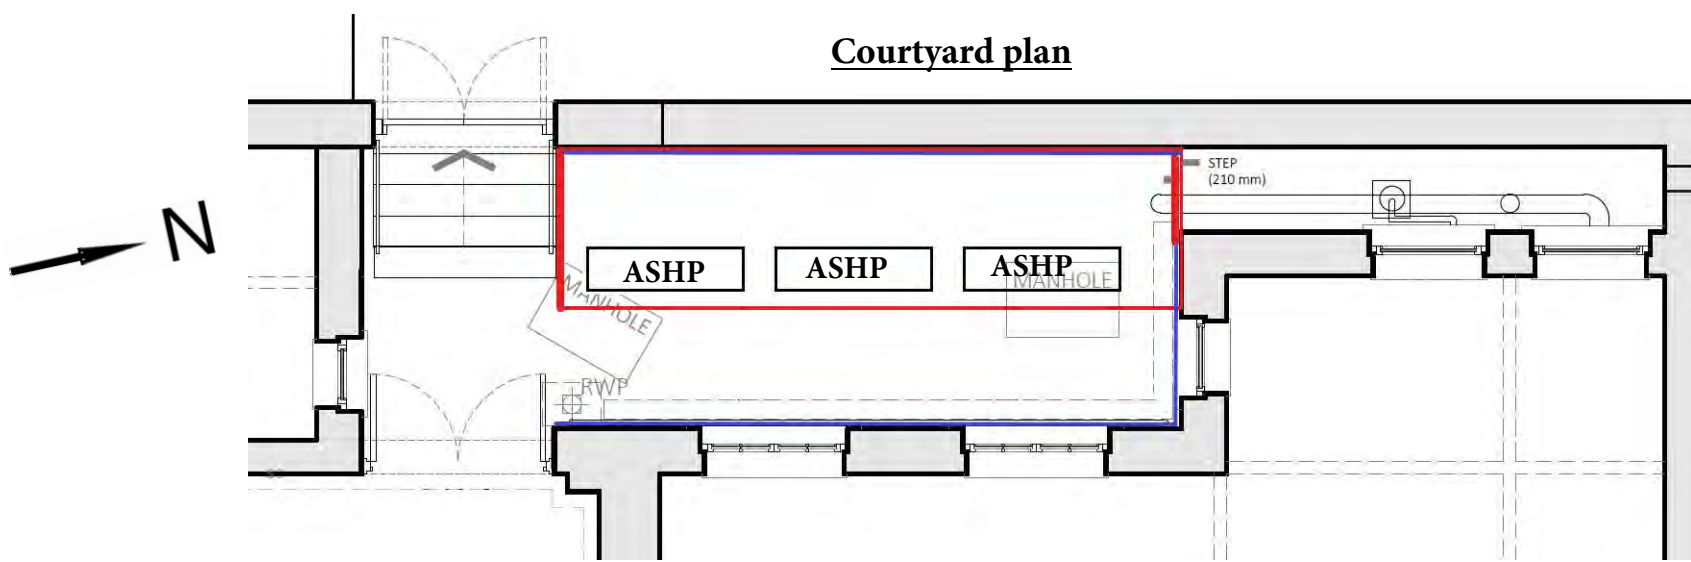 Courtyard plan
N
STEP
(210 mm)
ASHP
ASHP
ASHP
MANHOLE
MANHOLE
RWP